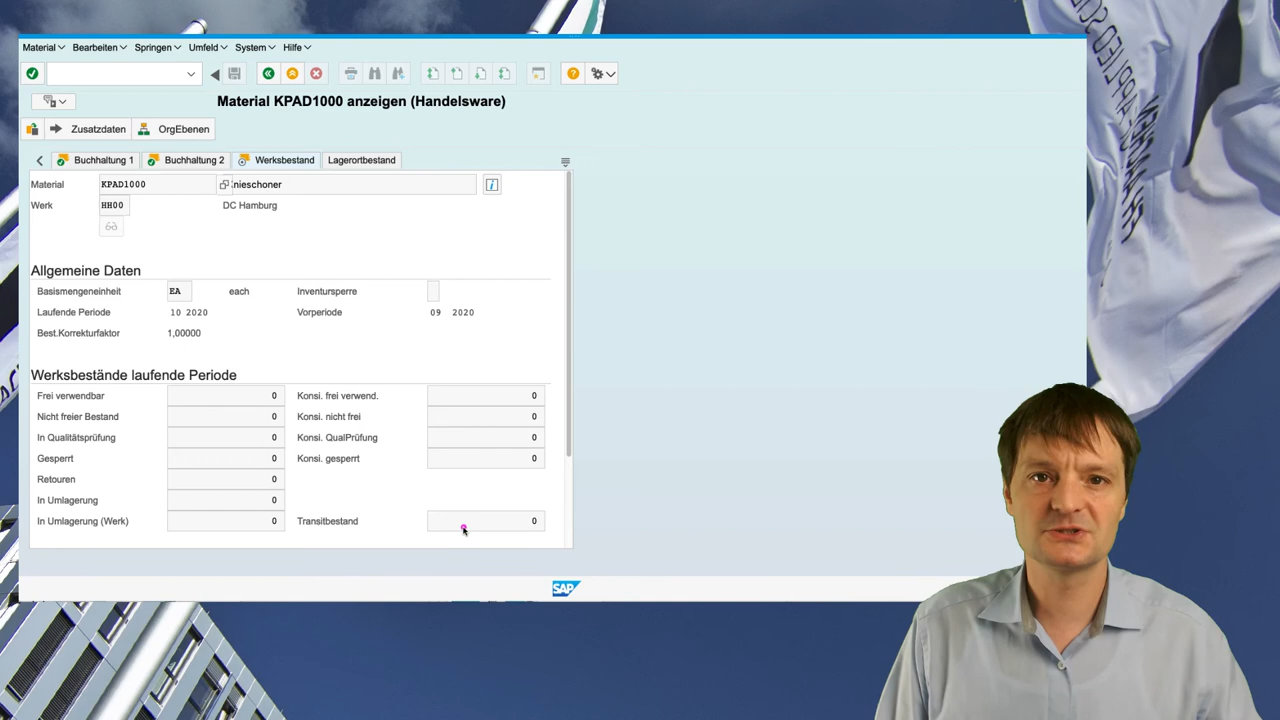 Material Bearbeiten Springen Umfeld System Hilfe
Material KPAD1000 anzeigen (Handelsware)
Zusatzdaten OrgEbenen
Buchhaltung 1 Buchhaltung 2 Werksbestand Lagerortbestand
Material KPAD1000 nieschoner
Werk HH00 DC Hamburg
Allgemeine Daten
Basismengeneinheit EA each Inventursperre
Laufende Periode 10 2020 Vorperiode 09 2020
Best.Korrekturfaktor 1,00000
Werksbestände laufende Periode
Frei verwendbar 0 Konsi. frei verwend. 0
Nicht freier Bestand 0 Konsi. nicht frei 0
In Qualitätsprüfung 0 Konsi. QualPrüfung 0
Gesperrt 0 Konsi. gesperrt 0
Retouren 0
In Umlagerung 0
In Umlagerung (Werk) 0 Transitbestand 0
SAP